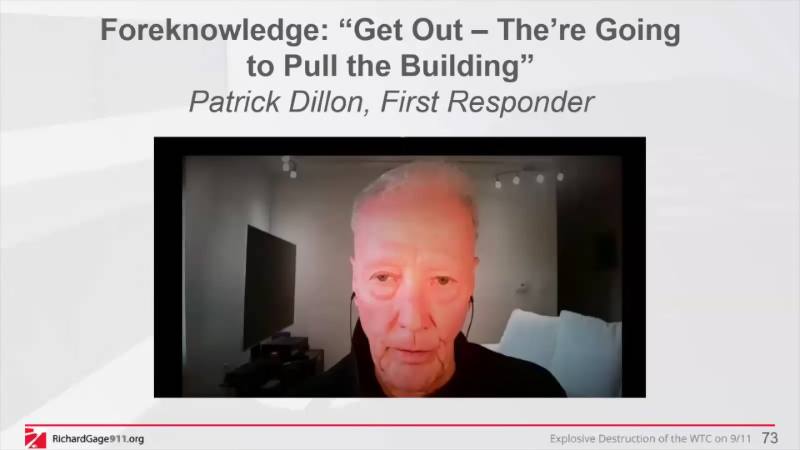 Foreknowledge: “Get Out – The’re Going
to Pull the Building”
Patrick Dillon, First Responder
RichardGage911.org
Explosive Destruction of the WTC on 9/11 73